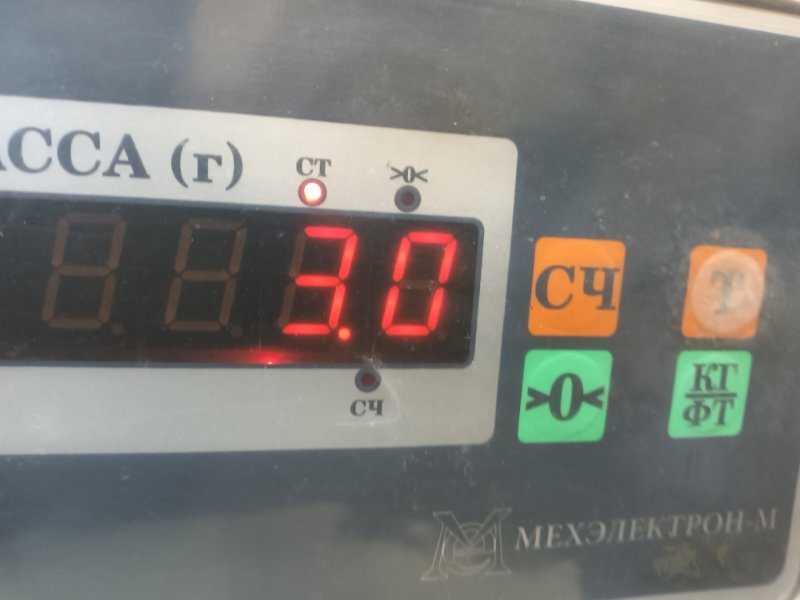 АССА (г)
СТ >0<
3.0
СЧ
СЧ Т
>0< КГ
ФТ
МЕХЭЛЕКТРОН-М